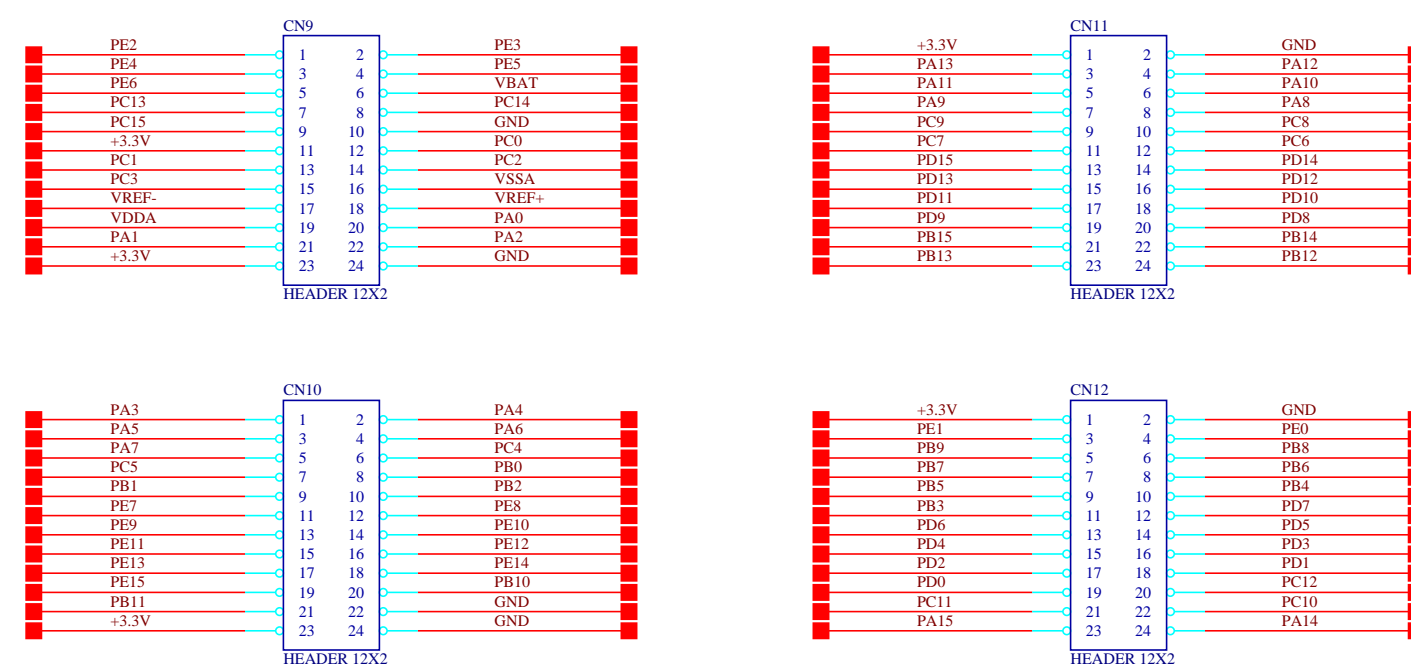 CN9
PE2 1 2 PE3
PE4 3 4 PE5
PE6 5 6 VBAT
PC13 7 8 PC14
PC15 9 10 GND
+3.3V 11 12 PC0
PC1 13 14 PC2
PC3 15 16 VSSA
VREF- 17 18 VREF+
VDDA 19 20 PA0
PA1 21 22 PA2
+3.3V 23 24 GND
HEADER 12X2
CN11
+3.3V 1 2 GND
PA13 3 4 PA12
PA11 5 6 PA10
PA9 7 8 PA8
PC9 9 10 PC8
PC7 11 12 PC6
PD15 13 14 PD14
PD13 15 16 PD12
PD11 17 18 PD10
PD9 19 20 PD8
PB15 21 22 PB14
PB13 23 24 PB12
HEADER 12X2
CN10
PA3 1 2 PA4
PA5 3 4 PA6
PA7 5 6 PC4
PC5 7 8 PB0
PB1 9 10 PB2
PE7 11 12 PE8
PE9 13 14 PE10
PE11 15 16 PE12
PE13 17 18 PE14
PE15 19 20 PB10
PB11 21 22 GND
+3.3V 23 24 GND
HEADER 12X2
CN12
+3.3V 1 2 GND
PE1 3 4 PE0
PB9 5 6 PB8
PB7 7 8 PB6
PB5 9 10 PB4
PB3 11 12 PD7
PD6 13 14 PD5
PD4 15 16 PD3
PD2 17 18 PD1
PD0 19 20 PC12
PC11 21 22 PC10
PA15 23 24 PA14
HEADER 12X2